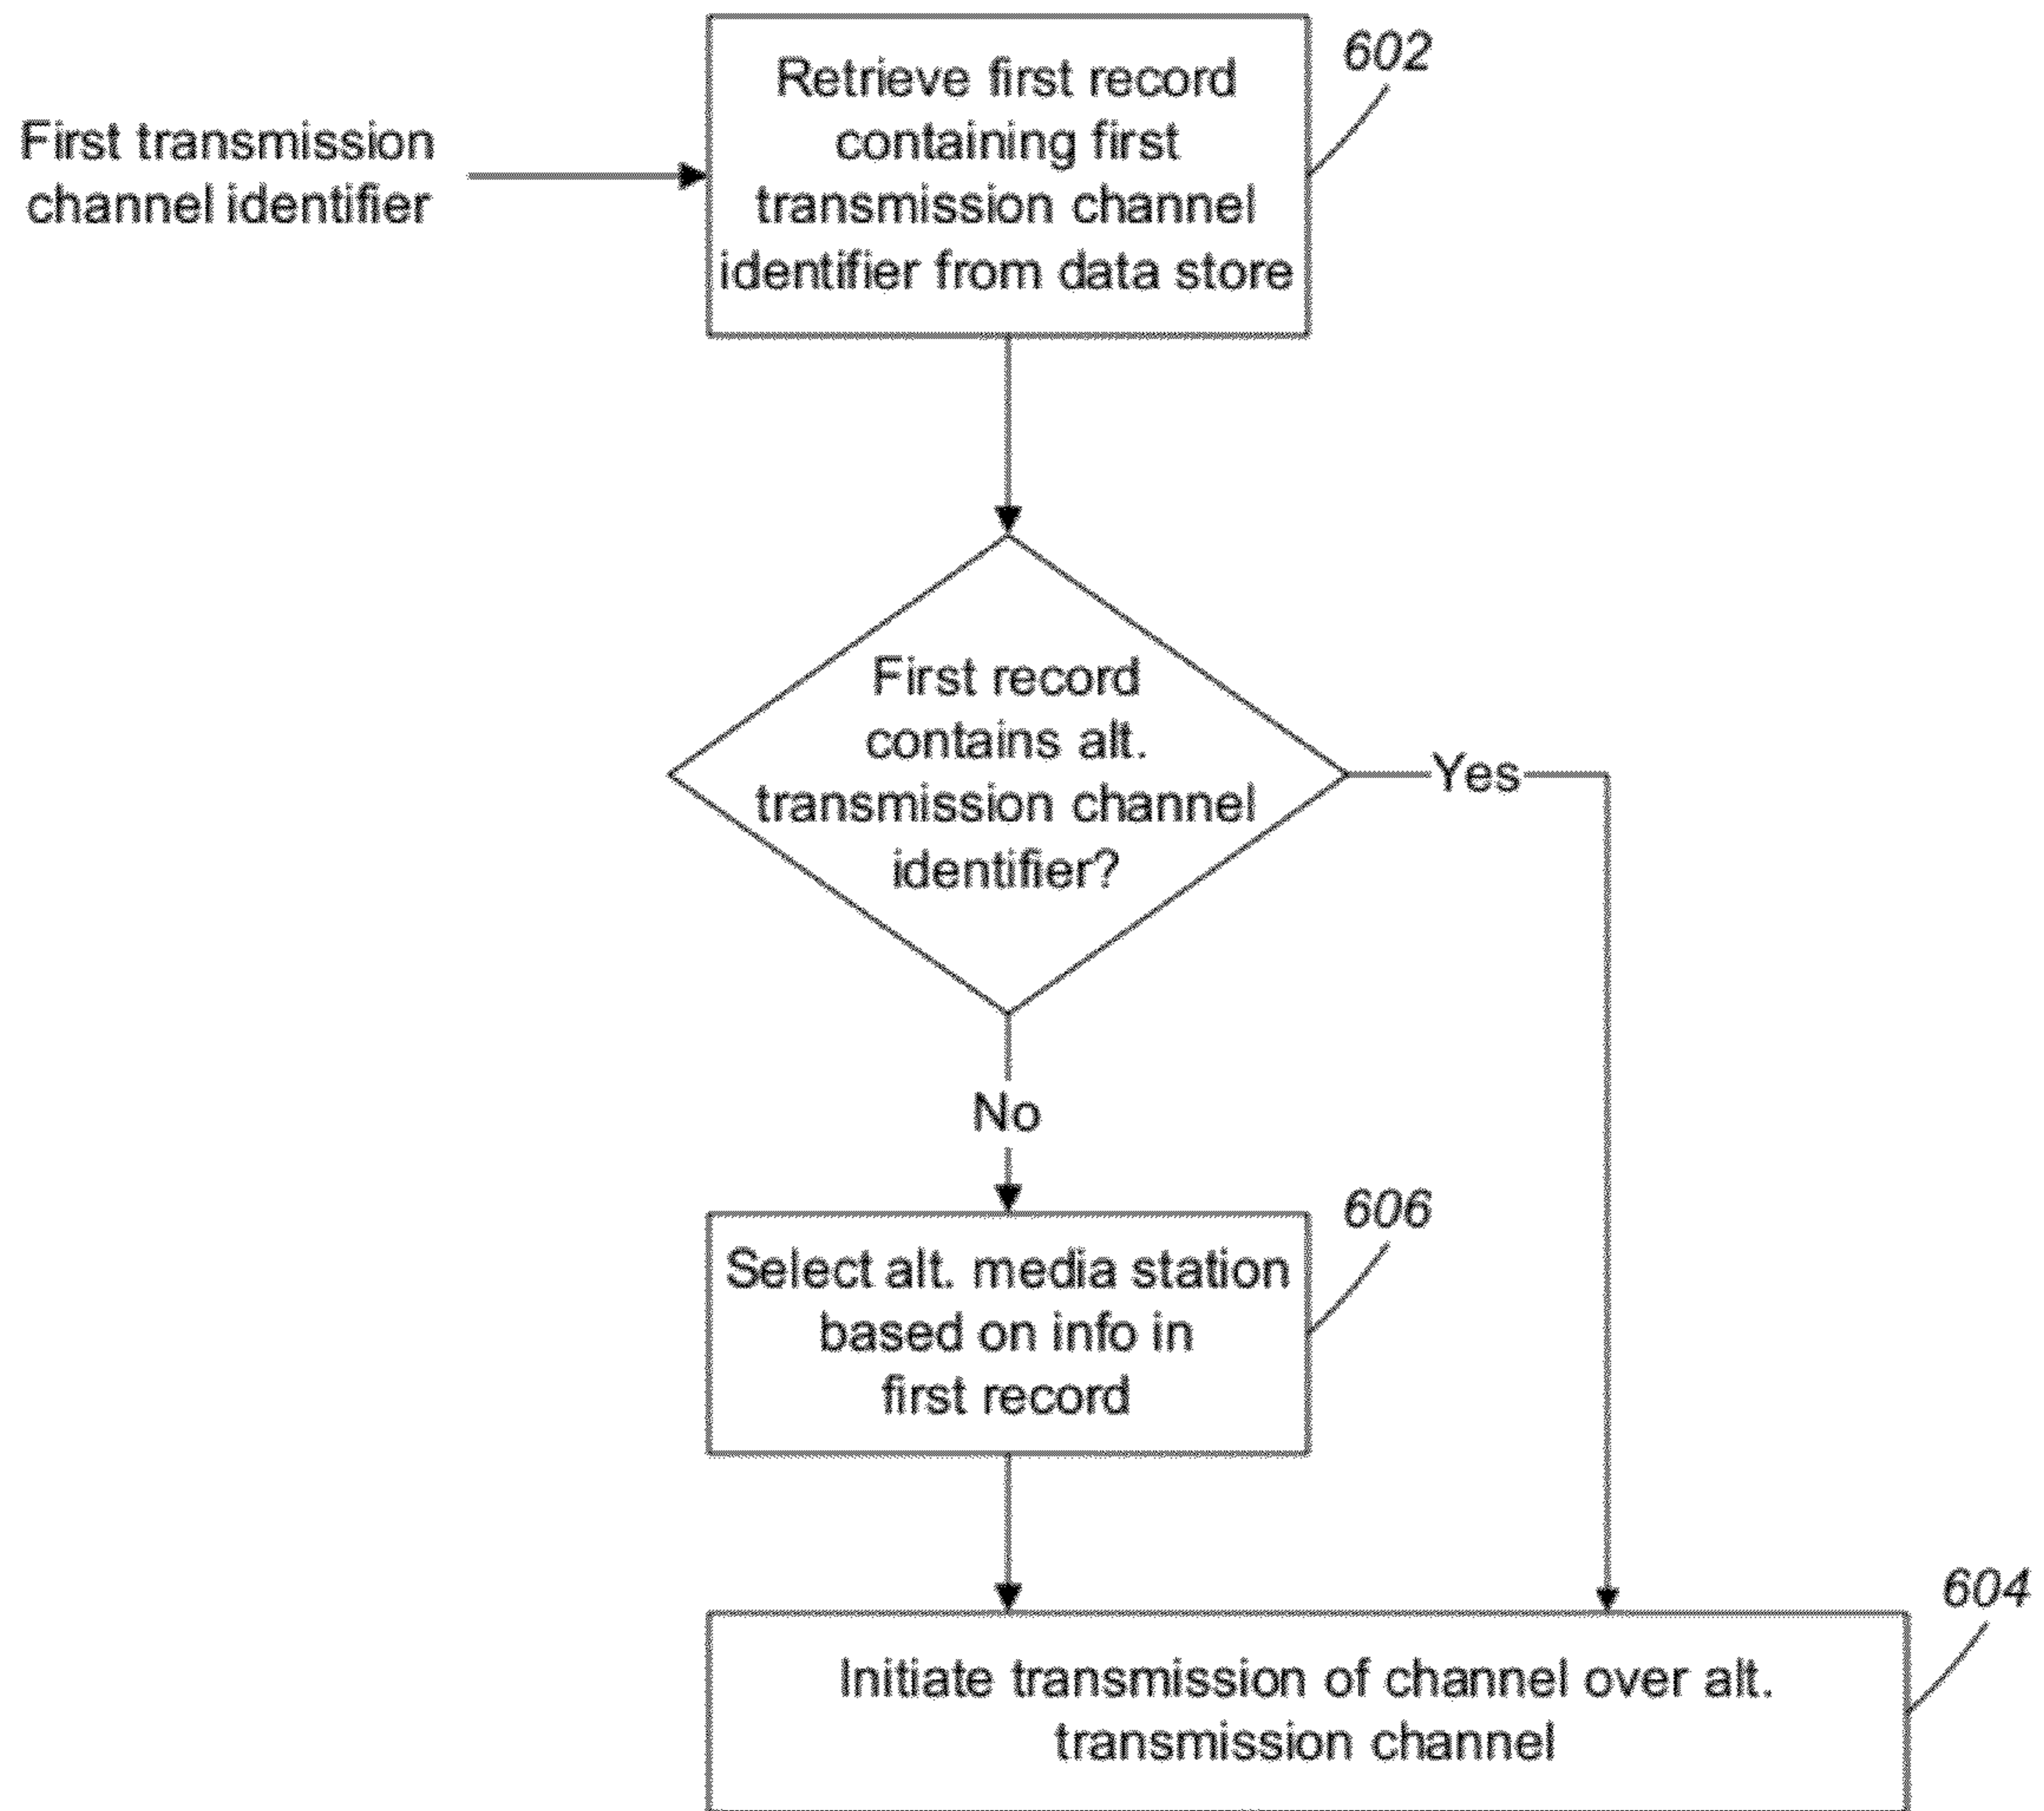 First transmission
channel identifier
Retrieve first record
containing first
transmission channel
identifier from data store
602
First record
contains alt.
transmission channel
identifier?
Yes
No
Select alt. media station
based on info in
first record
606
Initiate transmission of channel over alt.
transmission channel
604